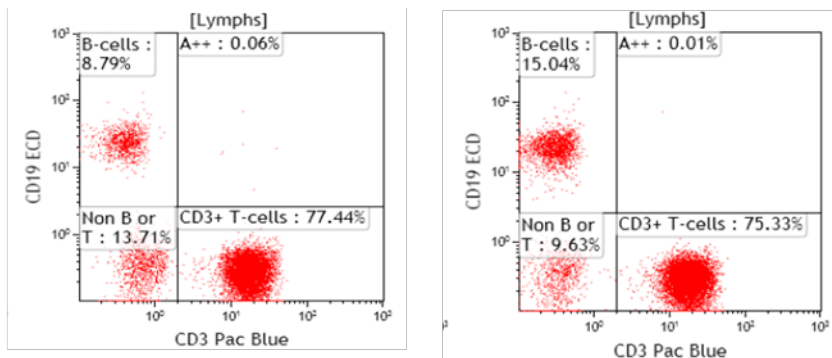 [Lymphs]
10³
B-cells :
8.79%
A++ : 0.06%
10²
CD19 ECD
10¹
Non B or
T : 13.71%
CD3+ T-cells : 77.44%
10⁰
10⁰
10¹
10²
10³
CD3 Pac Blue
[Lymphs]
10³
B-cells :
15.04%
A++ : 0.01%
10²
CD19 ECD
10¹
Non B or
T : 9.63%
CD3+ T-cells : 75.33%
10⁰
10⁰
10¹
10²
10³
CD3 Pac Blue